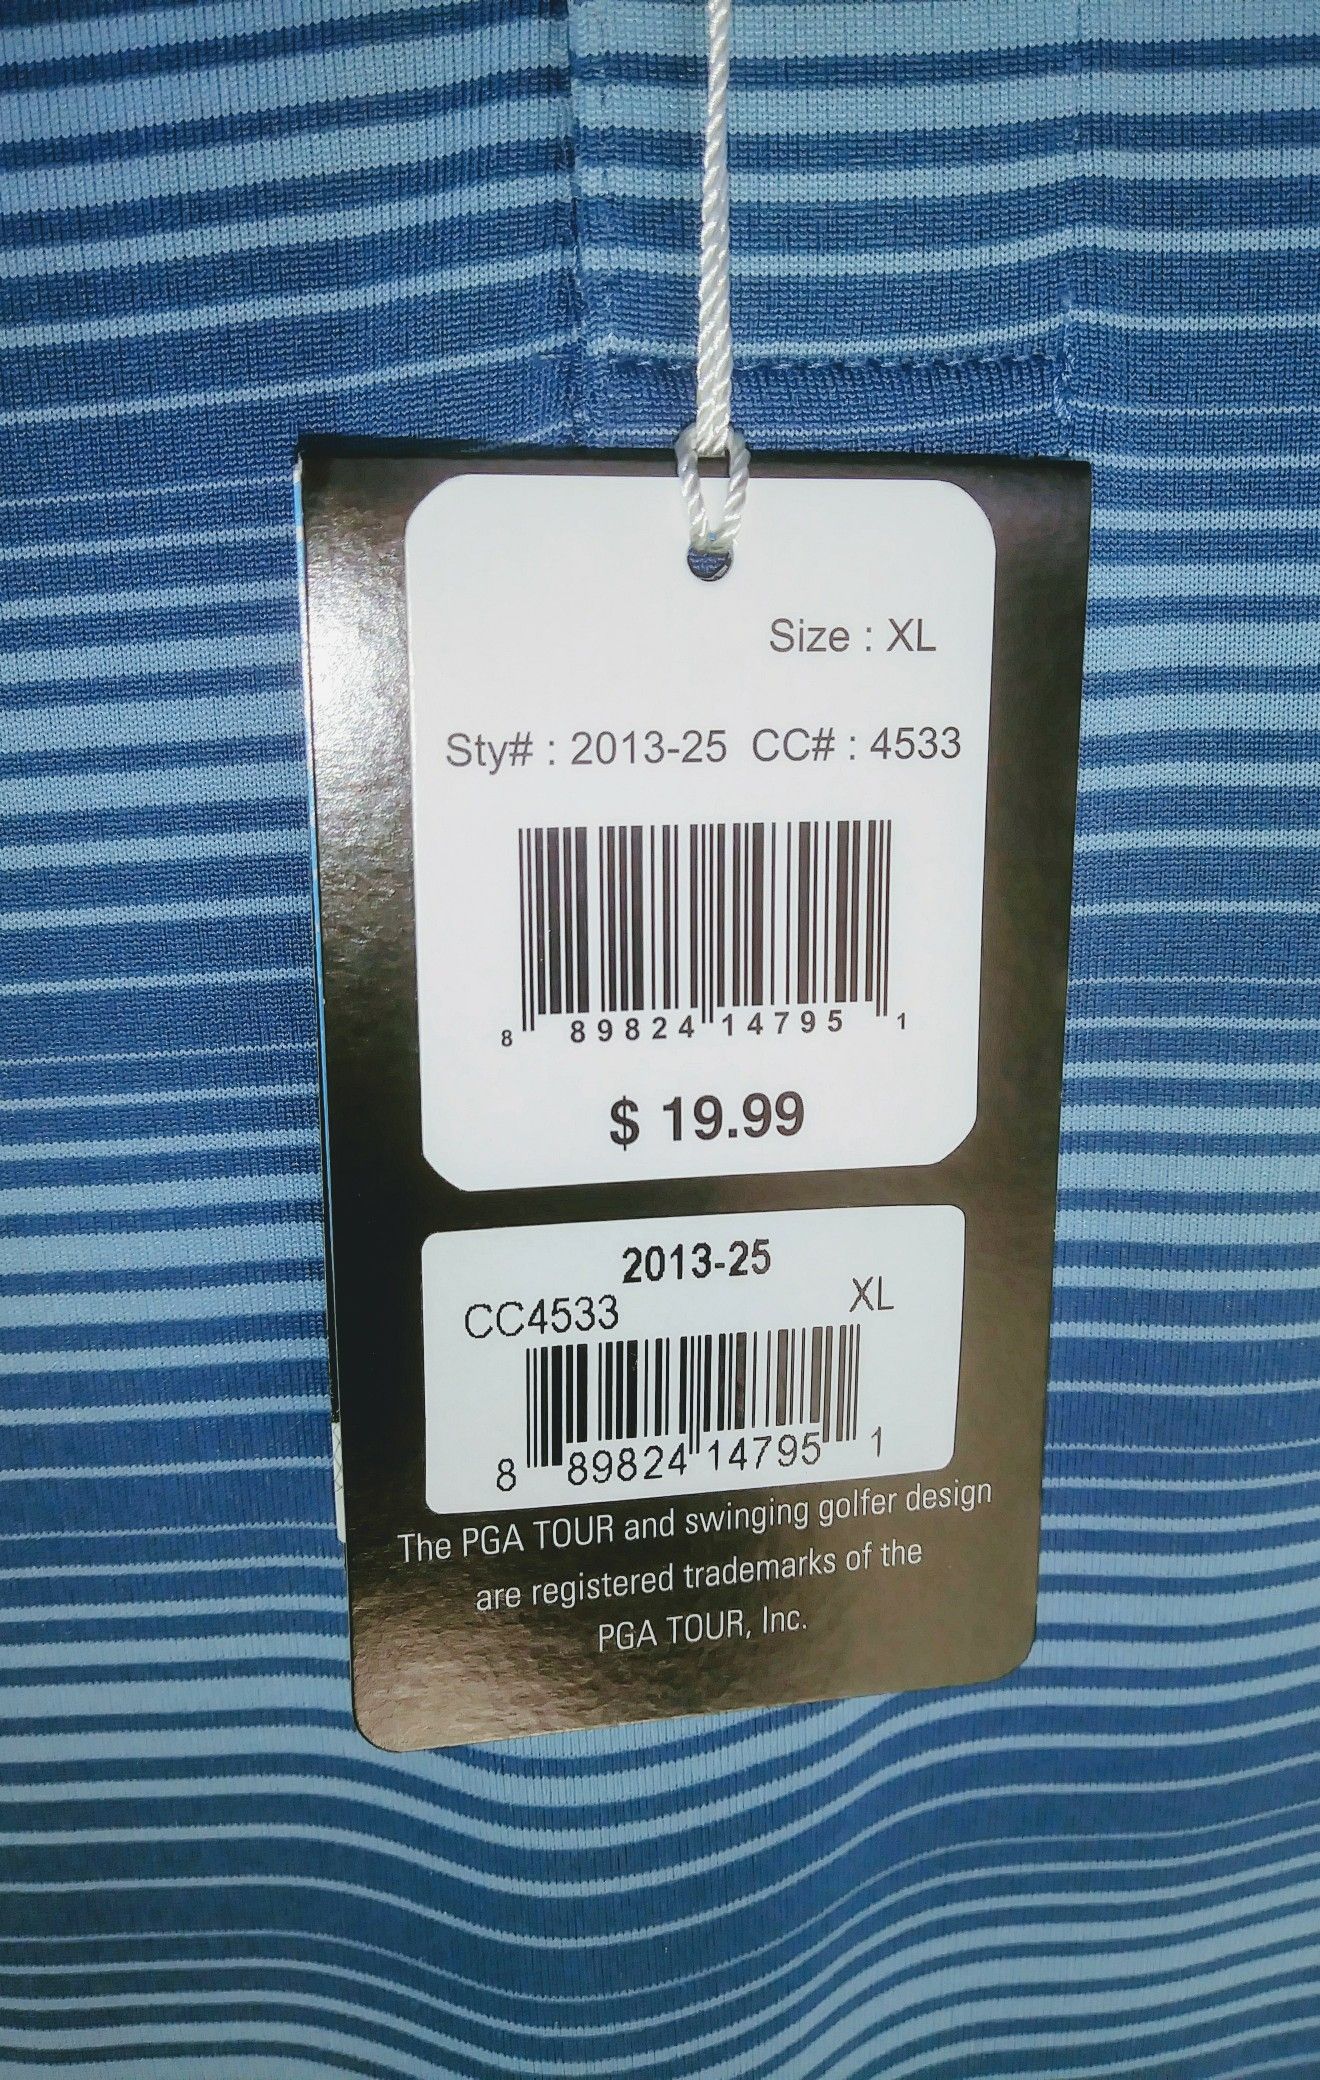 Size : XL
Sty# : 2013-25 CC# : 4533
8 89824 14795 1
$ 19.99
2013-25
CC4533 XL
8 89824 14795 1
The PGA TOUR and swinging golfer design
are registered trademarks of the
PGA TOUR, Inc.